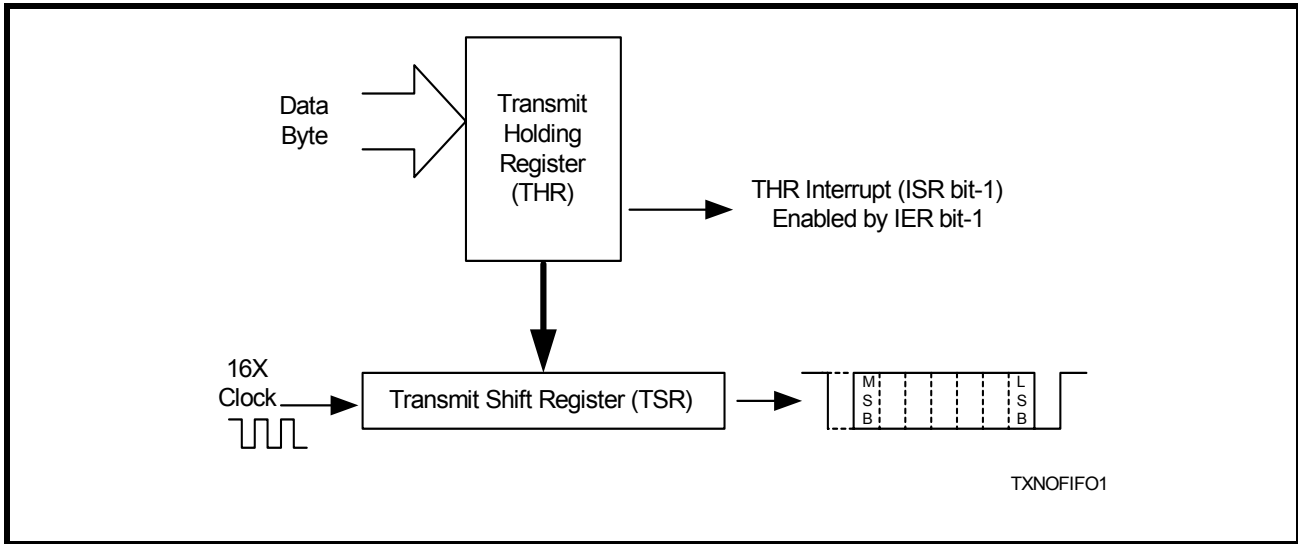 Data
Byte
Transmit
Holding
Register
(THR)
THR Interrupt (ISR bit-1)
Enabled by IER bit-1
16X
Clock
Transmit Shift Register (TSR)
M
S
B
L
S
B
TXNOFIFO1